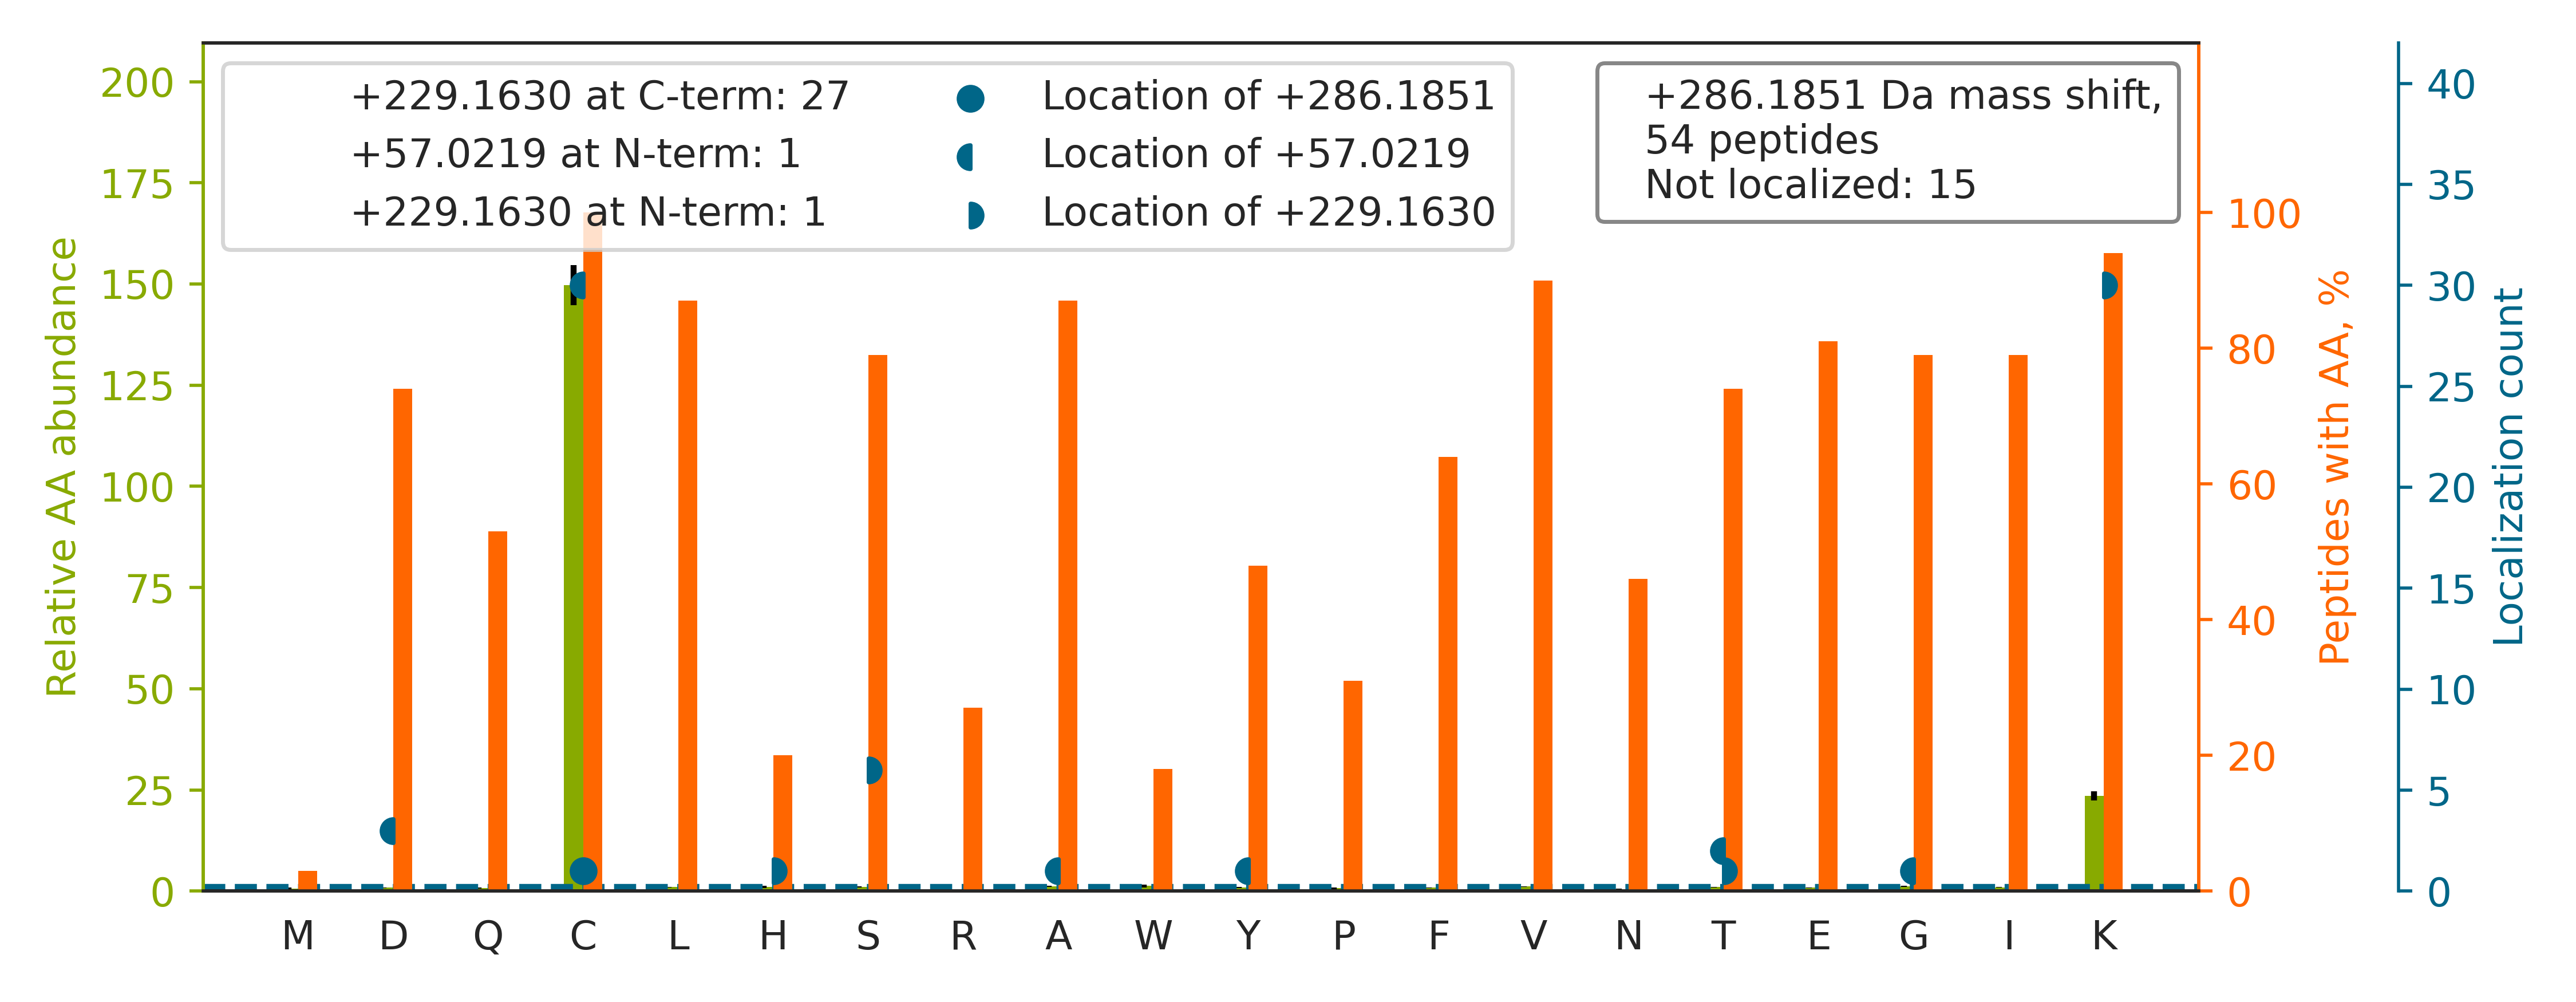 +229.1630 at C-term: 27
+57.0219 at N-term: 1
+229.1630 at N-term: 1
Location of +286.1851
Location of +57.0219
Location of +229.1630
+286.1851 Da mass shift,
54 peptides
Not localized: 15
Relative AA abundance
200
175
150
125
100
75
50
25
0
M D Q C L H S R A W Y P F V N T E G I K
100
80
60
40
20
0
Peptides with AA, %
40
35
30
25
20
15
10
5
0
Localization count